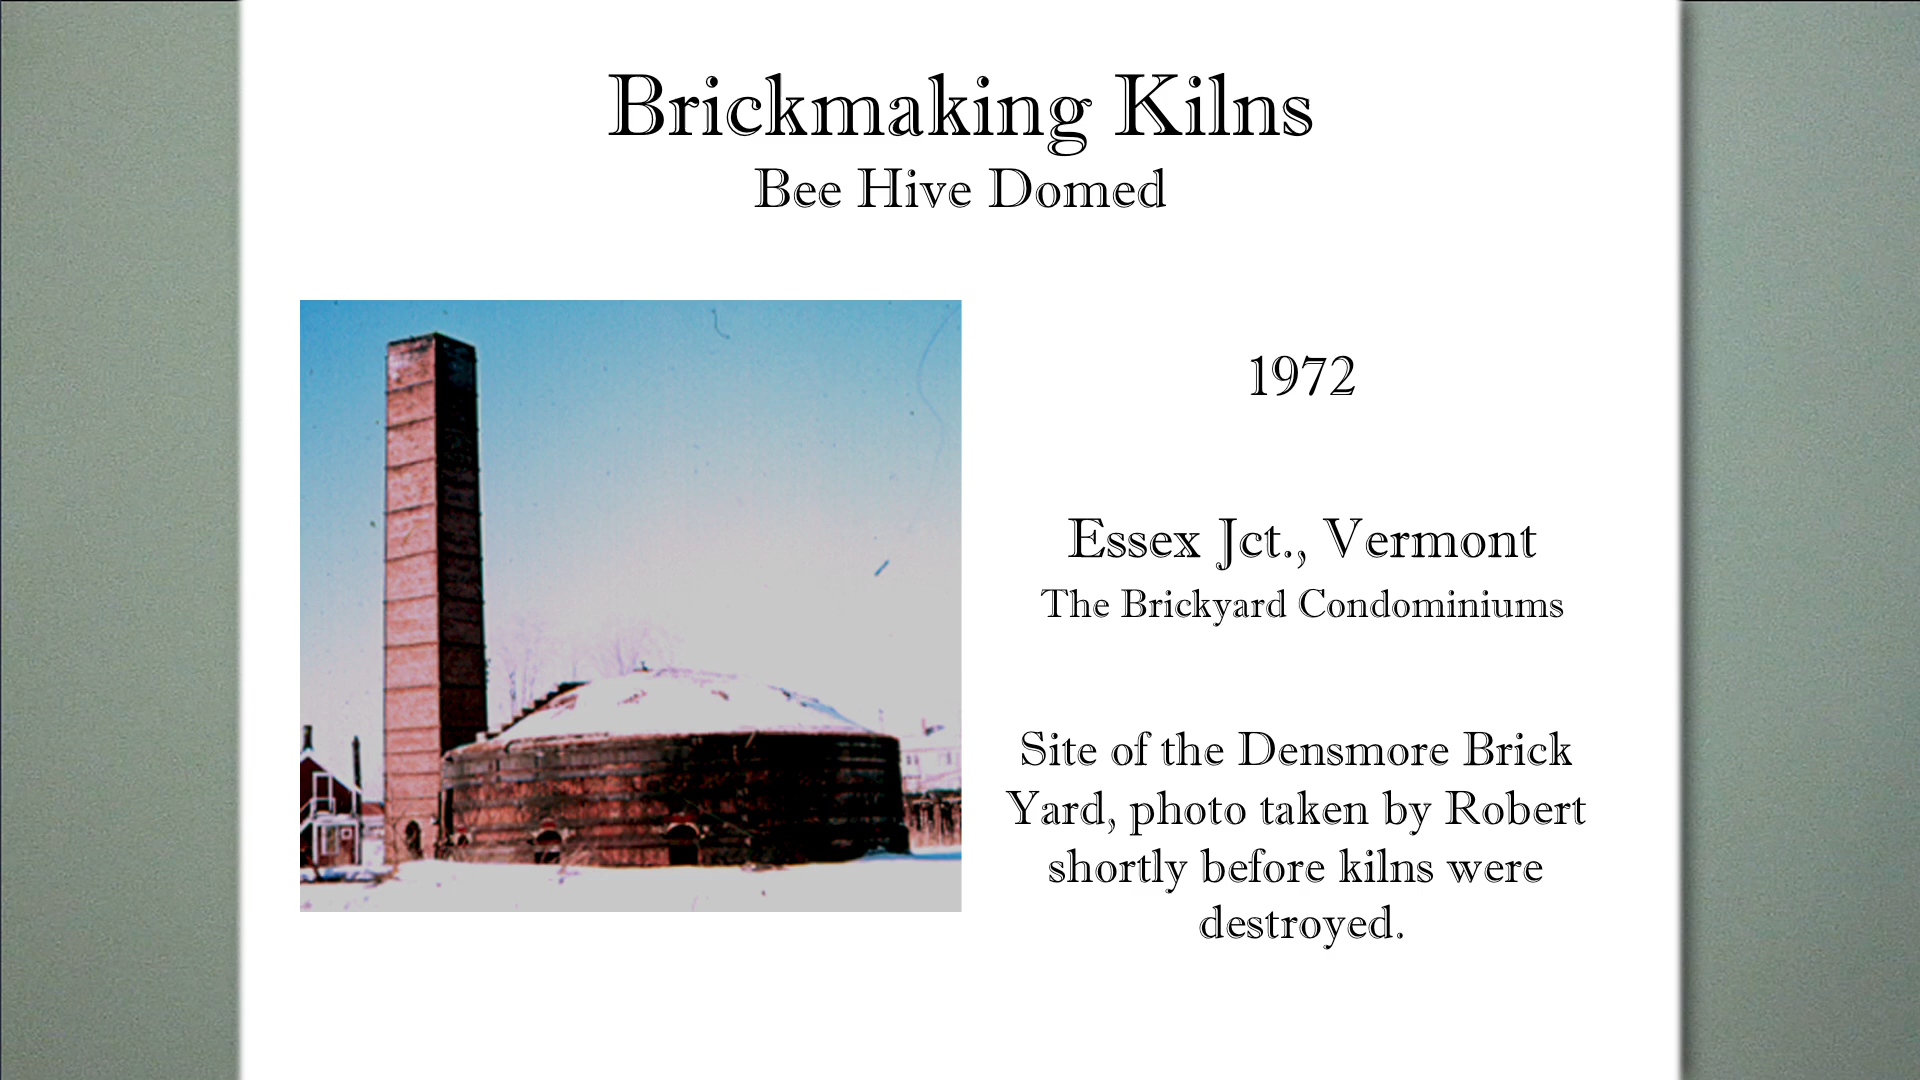 Brickmaking Kilns
Bee Hive Domed
1972
Essex Jct., Vermont
The Brickyard Condominiums
Site of the Densmore Brick
Yard, photo taken by Robert
shortly before kilns were
destroyed.